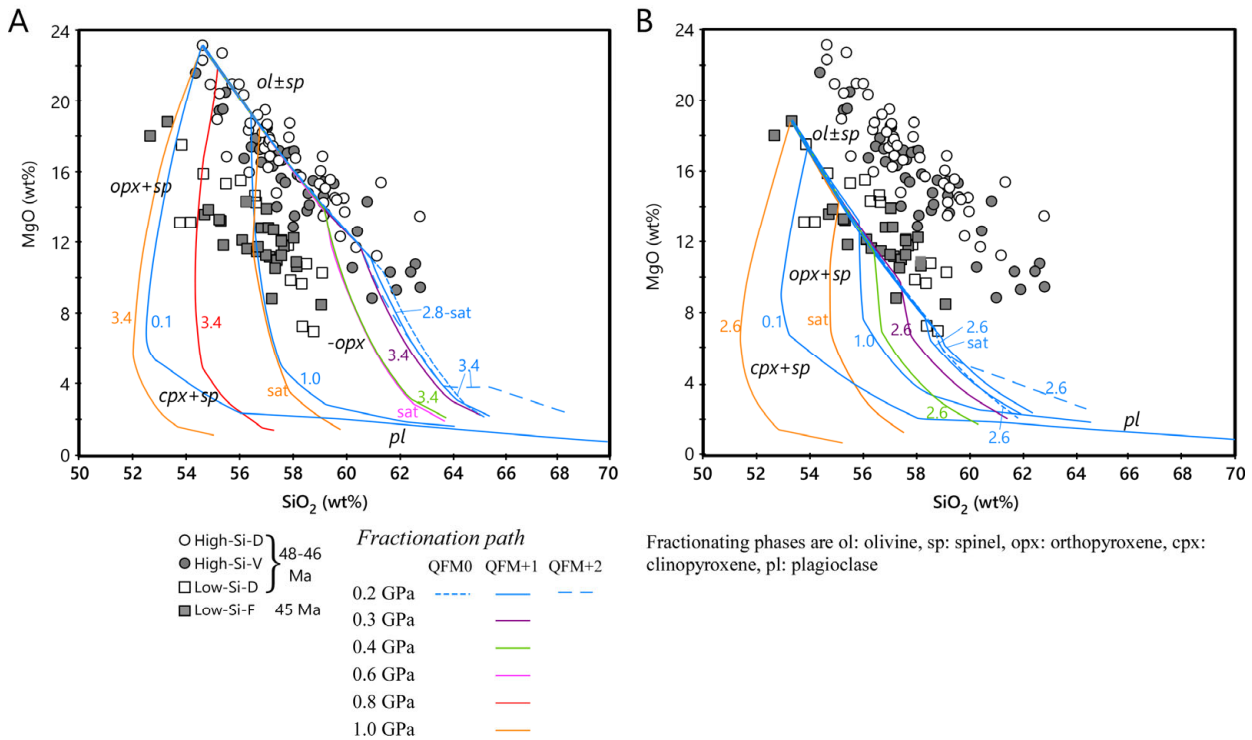 A
B
24
20
16
12
8
4
0
MgO (wt%)
50
52
54
56
58
60
62
64
66
68
70
SiO2 (wt%)
ol±sp
opx+sp
cpx+sp
-opx
pl
3.4
0.1
3.4
sat
1.0
3.4
sat
3.4
2.8-sat
3.4
24
20
16
12
8
4
0
MgO (wt%)
50
52
54
56
58
60
62
64
66
68
70
SiO2 (wt%)
ol±sp
opx+sp
cpx+sp
pl
2.6
0.1
sat
1.0
2.6
2.6
2.6
sat
2.6
2.6
High-Si-D
High-Si-V
Low-Si-D
48-46
Ma
Low-Si-F 45 Ma
Fractionation path
QFM0 QFM+1 QFM+2
0.2 GPa
0.3 GPa
0.4 GPa
0.6 GPa
0.8 GPa
1.0 GPa
Fractionating phases are ol: olivine, sp: spinel, opx: orthopyroxene, cpx:
clinopyroxene, pl: plagioclase